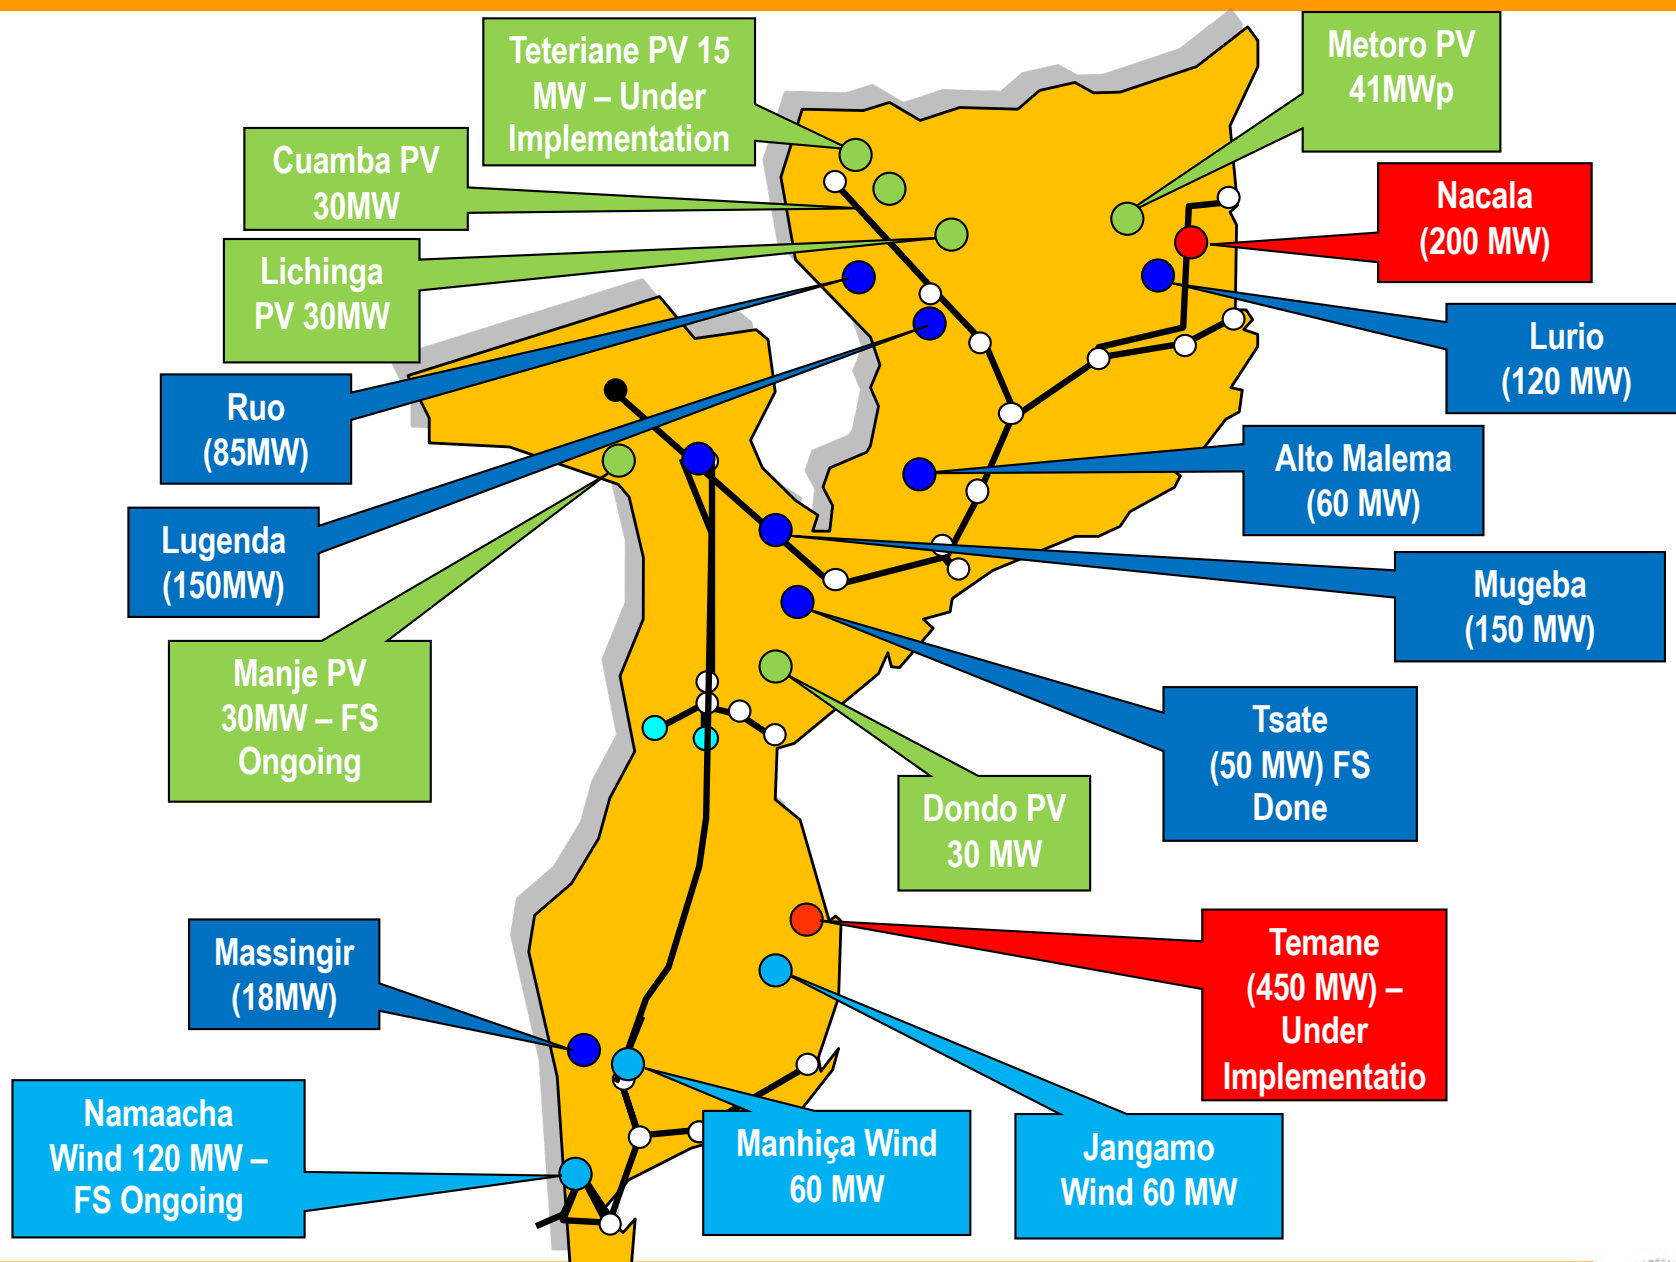 Teteriane PV 15
MW – Under
Implementation
Metoro PV
41MWp
Cuamba PV
30MW
Nacala
(200 MW)
Lichinga
PV 30MW
Lurio
(120 MW)
Ruo
(85MW)
Alto Malema
(60 MW)
Lugenda
(150MW)
Mugeba
(150 MW)
Manje PV
30MW – FS
Ongoing
Tsate
(50 MW) FS
Done
Dondo PV
30 MW
Massingir
(18MW)
Temane
(450 MW) –
Under
Implementatio
Namaacha
Wind 120 MW –
FS Ongoing
Manhiça Wind
60 MW
Jangamo
Wind 60 MW